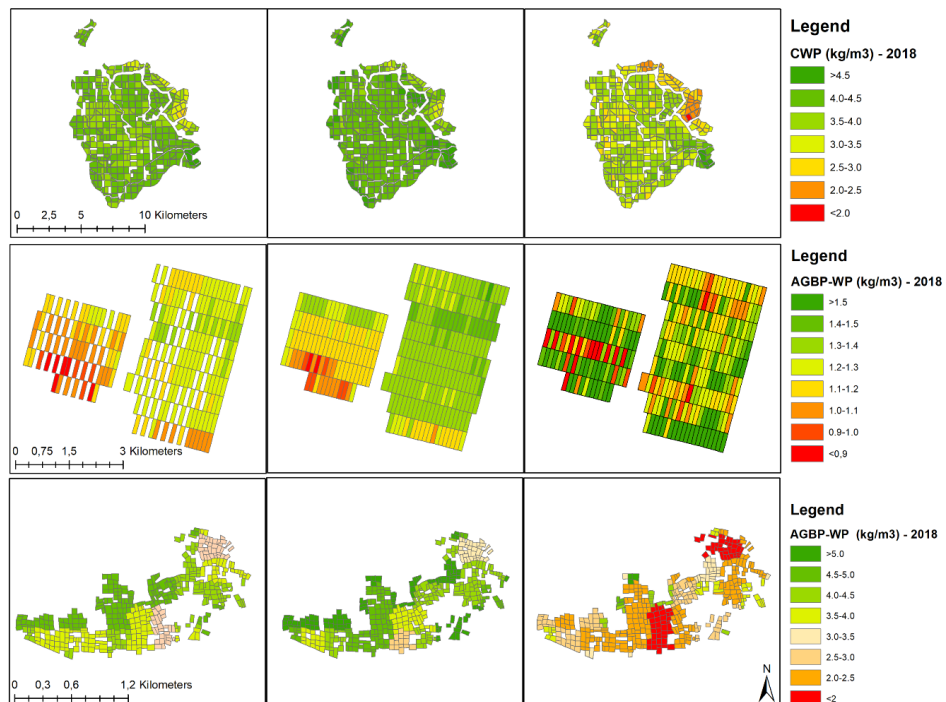 Legend
CWP (kg/m3) - 2018
>4.5
4.0-4.5
3.5-4.0
3.0-3.5
2.5-3.0
2.0-2.5
<2.0
0 2,5 5 10 Kilometers
Legend
AGBP-WP (kg/m3) - 2018
>1.5
1.4-1.5
1.3-1.4
1.2-1.3
1.1-1.2
1.0-1.1
0.9-1.0
<0,9
0 0,75 1,5 3 Kilometers
Legend
AGBP-WP (kg/m3) - 2018
>5.0
4.5-5.0
4.0-4.5
3.5-4.0
3.0-3.5
2.5-3.0
2.0-2.5
<2
0 0,3 0,6 1,2 Kilometers
N